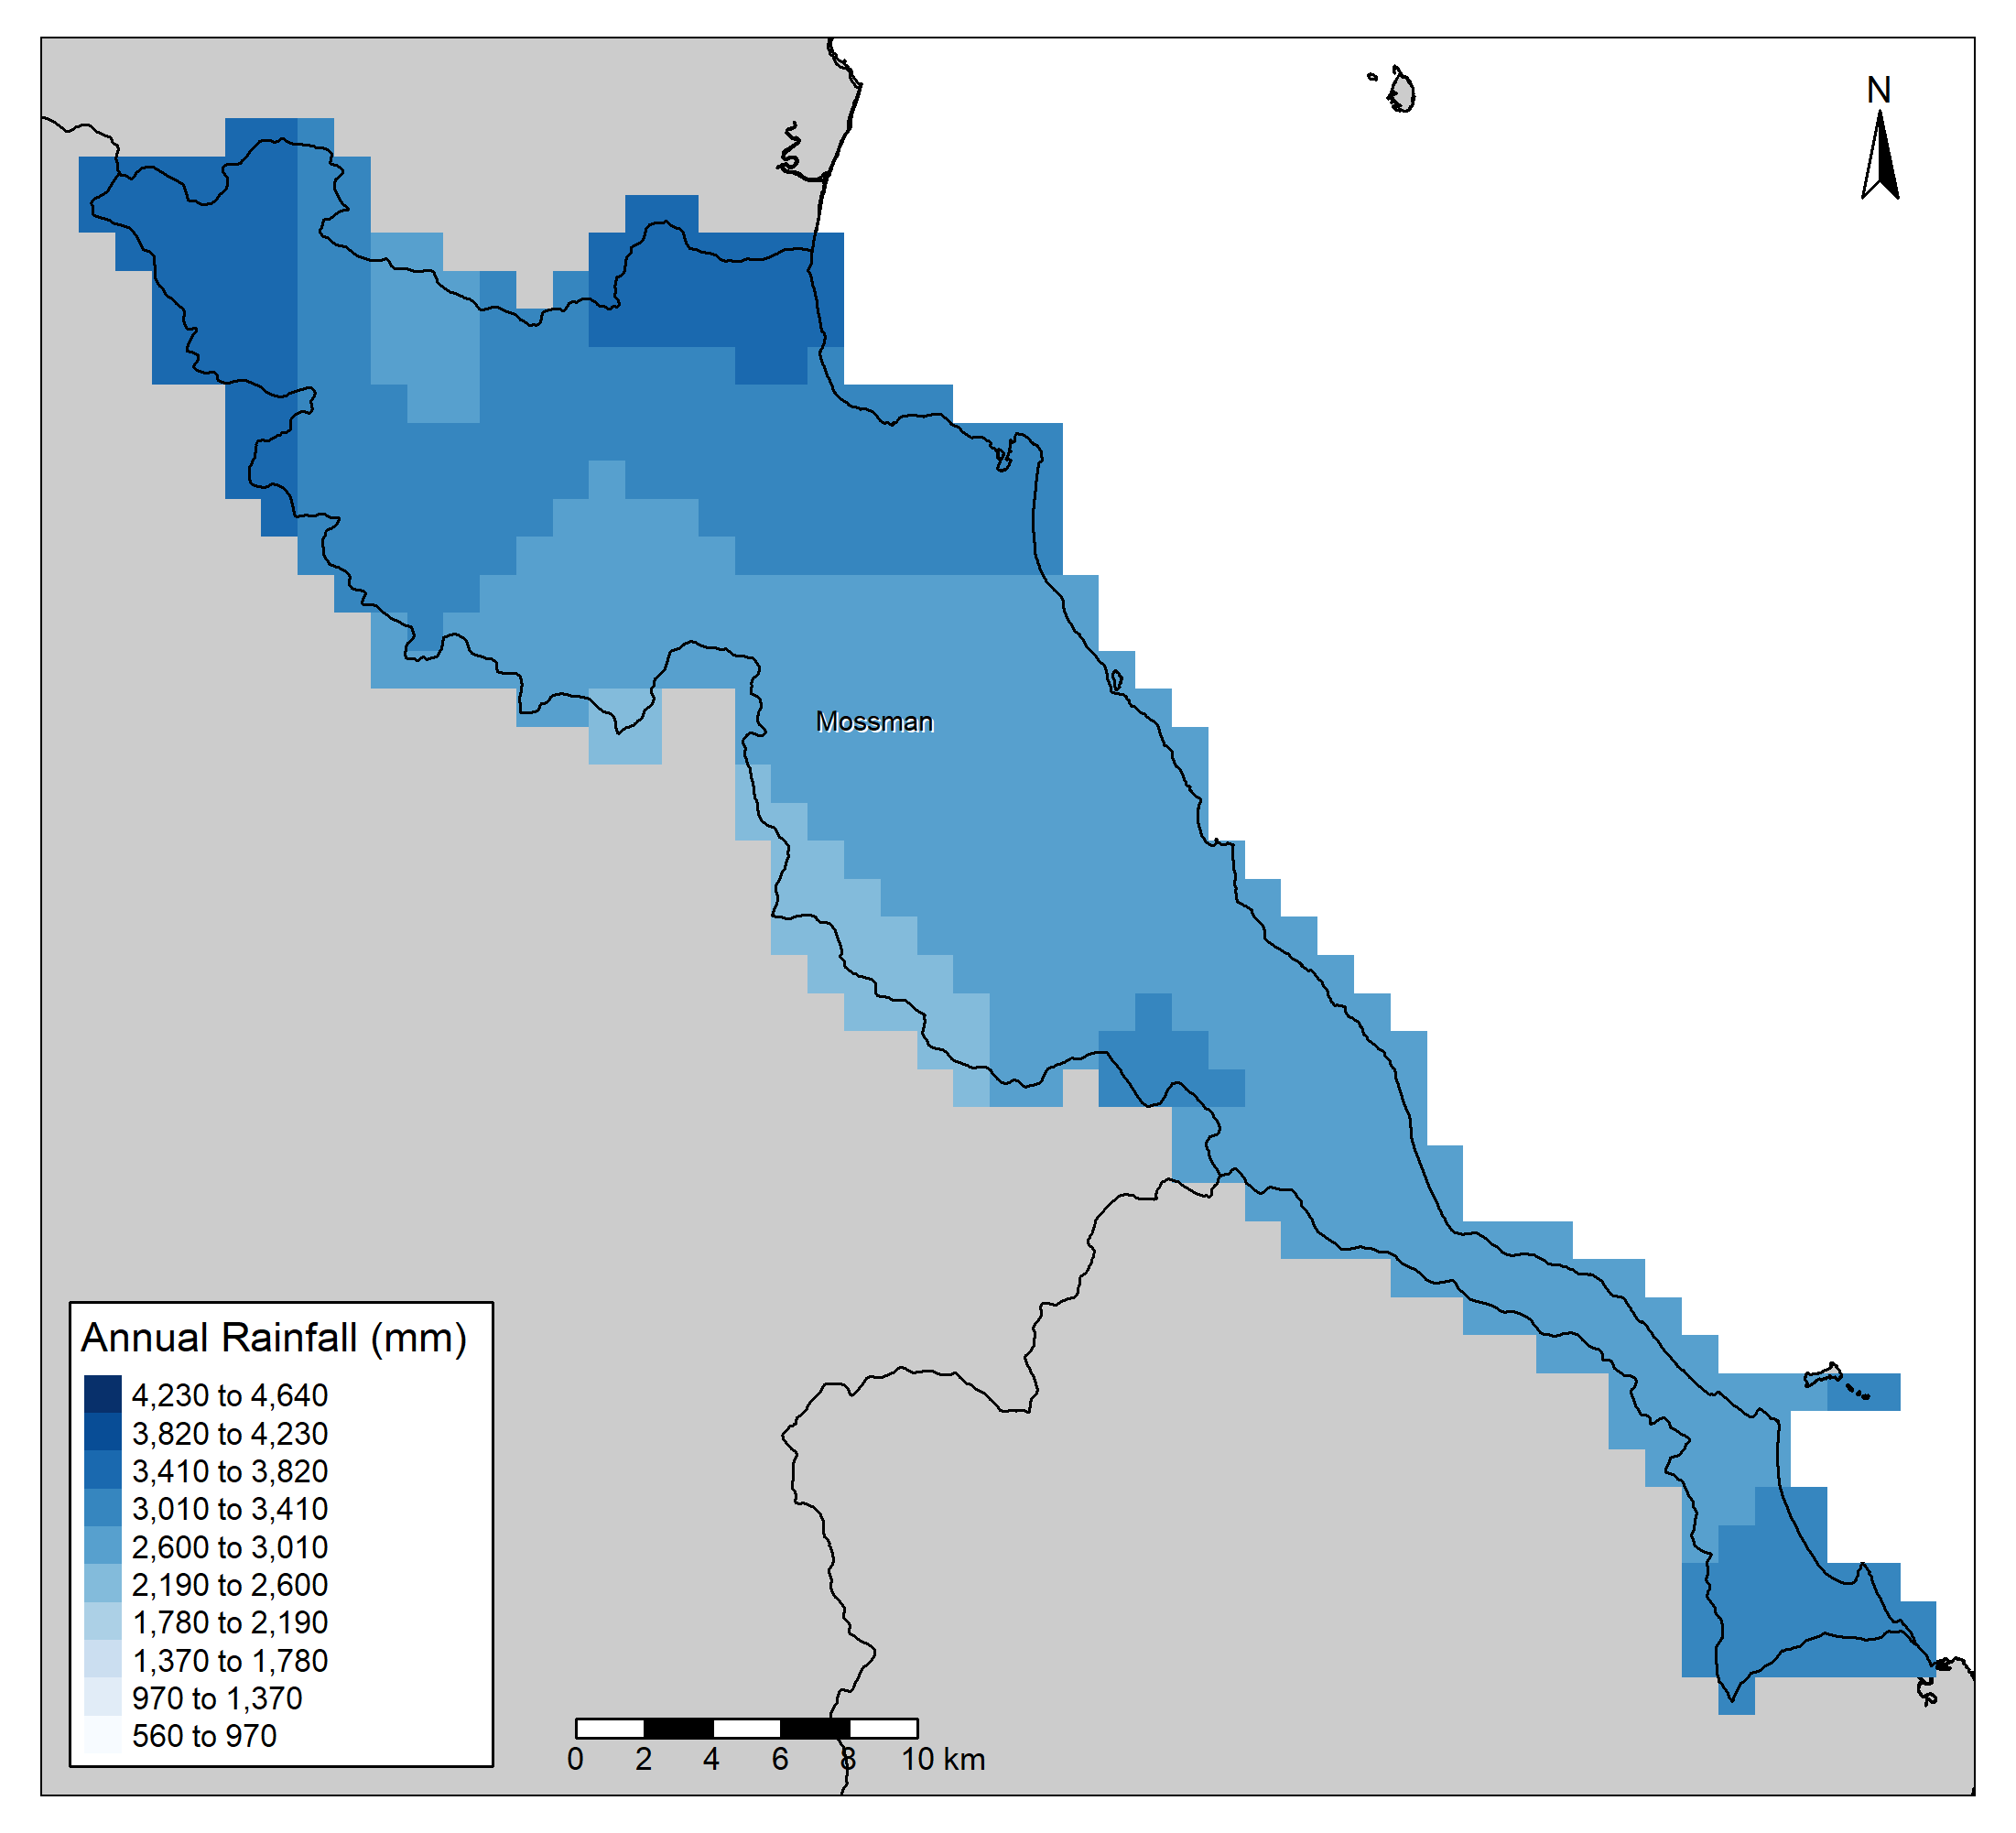 N
Mossman
Annual Rainfall (mm)
4,230 to 4,640
3,820 to 4,230
3,410 to 3,820
3,010 to 3,410
2,600 to 3,010
2,190 to 2,600
1,780 to 2,190
1,370 to 1,780
970 to 1,370
560 to 970
0 2 4 6 8 10 km